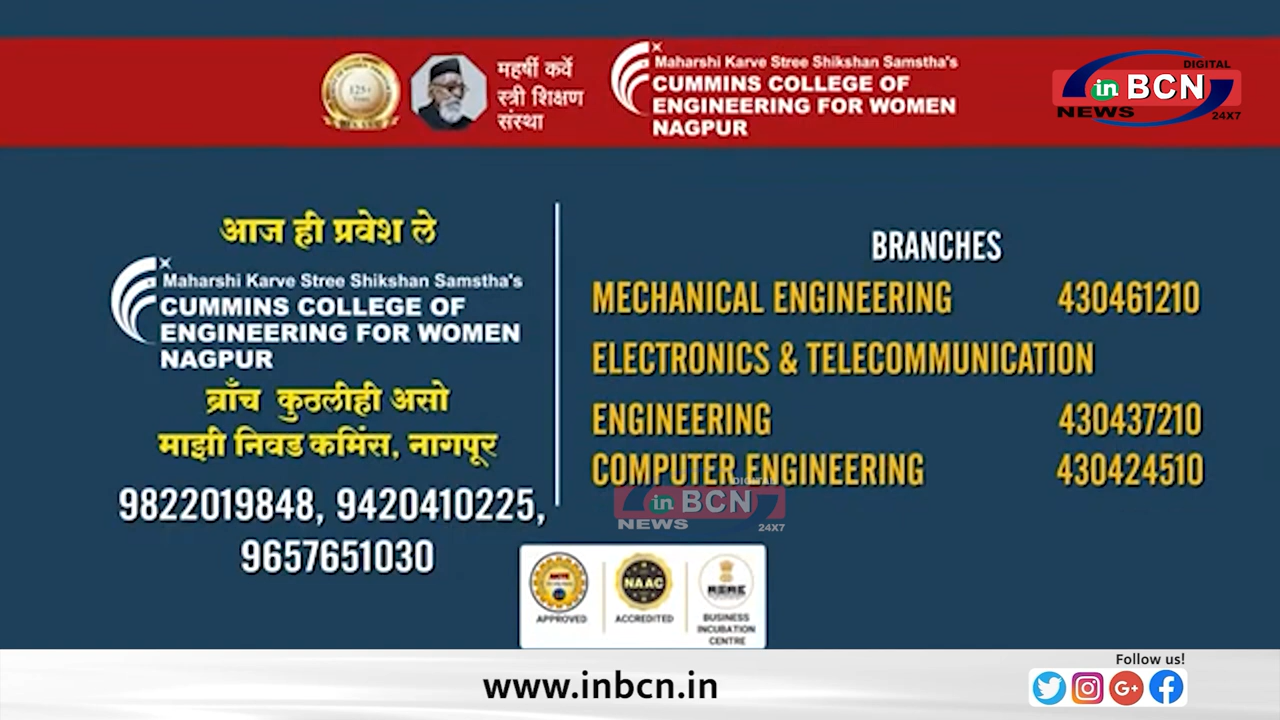 महर्षी कर्वे
स्त्री शिक्षण
संस्था
125+
Maharshi Karve Stree Shikshan Samstha's
CUMMINS COLLEGE OF
ENGINEERING FOR WOMEN
NAGPUR
DIGITAL
in BCN
NEWS 24X7
आज ही प्रवेश ले
Maharshi Karve Stree Shikshan Samstha's
CUMMINS COLLEGE OF
ENGINEERING FOR WOMEN
NAGPUR
ब्राँच कुठलीही असो
माझी निवड कमिंस, नागपूर
9822019848, 9420410225,
9657651030
BRANCHES
MECHANICAL ENGINEERING 430461210
ELECTRONICS & TELECOMMUNICATION
ENGINEERING 430437210
COMPUTER ENGINEERING 430424510
DIGITAL
in BCN
NEWS 24X7
AICTE
APPROVED
NAAC
ACCREDITED
BUSINESS
INCUBATION
CENTRE
Follow us!
www.inbcn.in